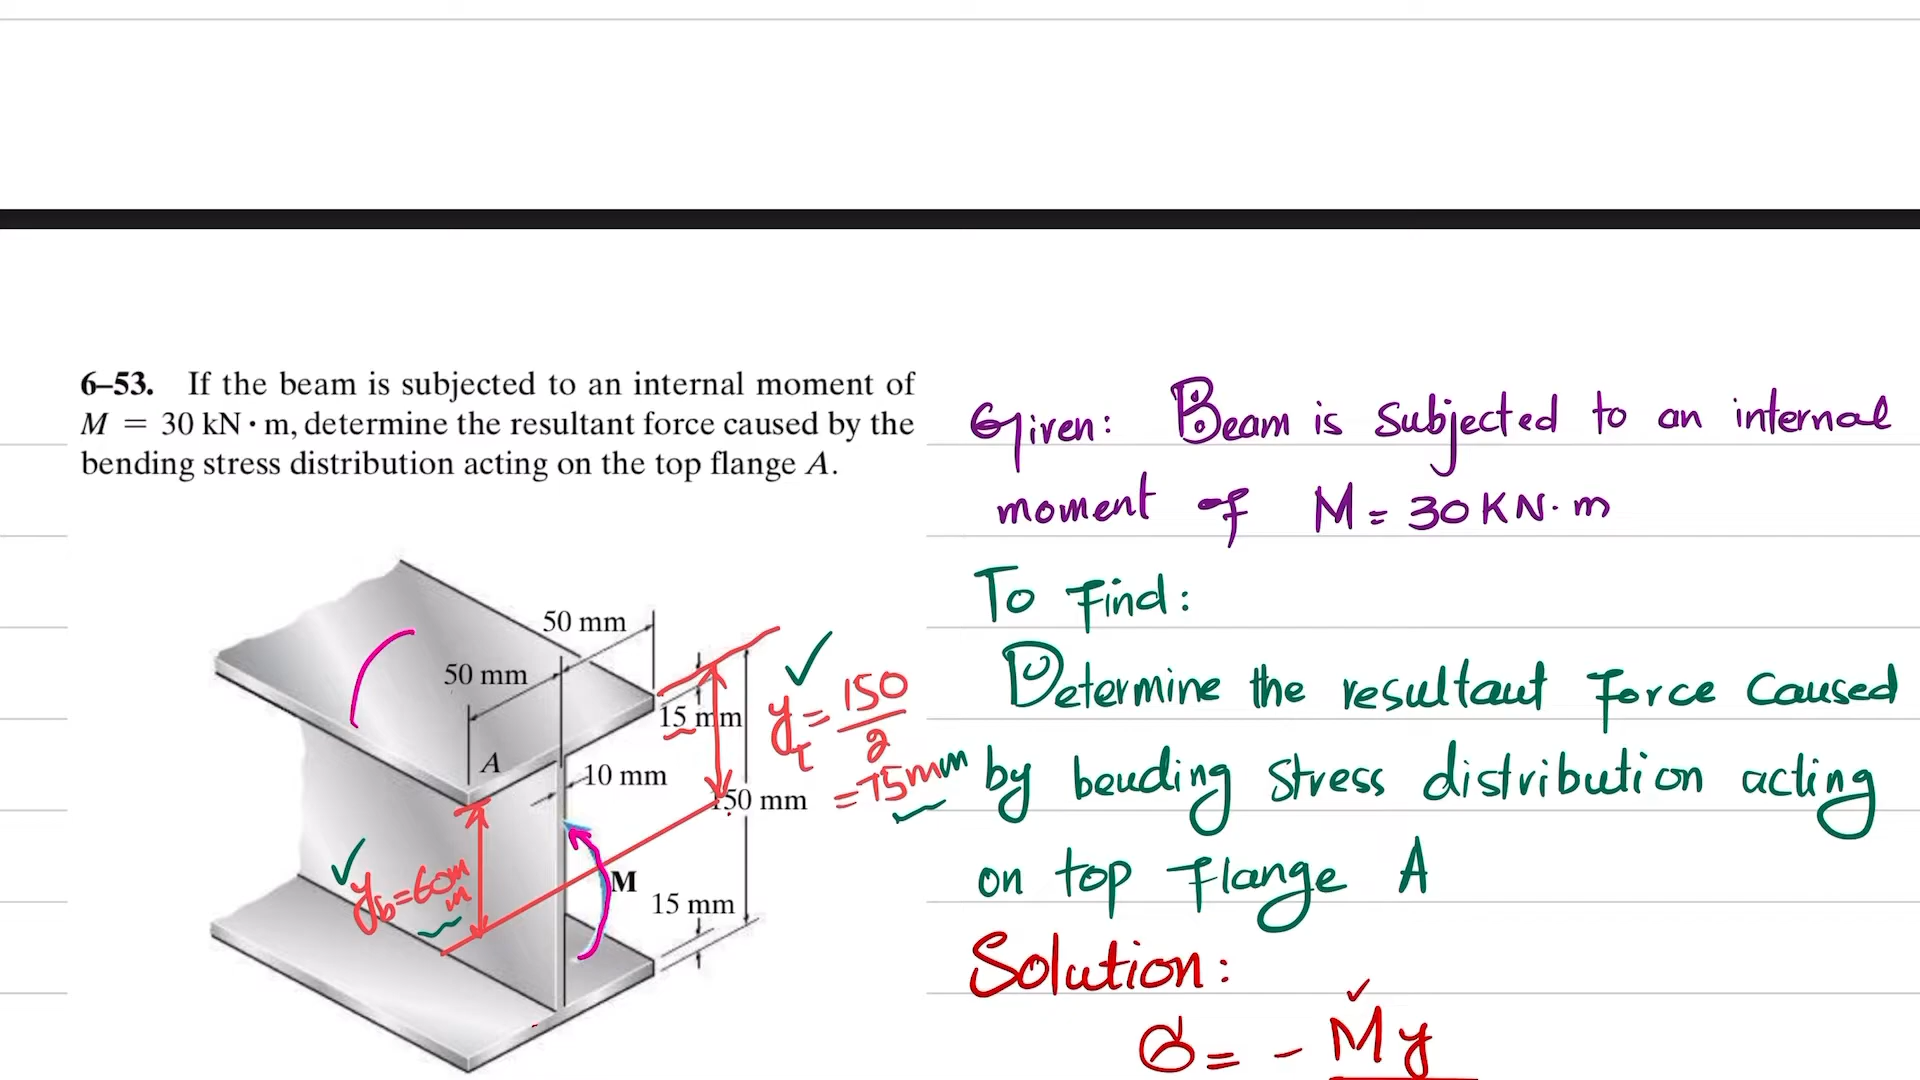 6–53. If the beam is subjected to an internal moment of
M = 30 kN · m, determine the resultant force caused by the
bending stress distribution acting on the top flange A.
Given: Beam is Subjected to an internal
moment of M = 30 KN. m
To Find:
Determine the resultant Force Caused
by bending Stress distribution acting
on top Flange A
Solution:
σ = - My
50 mm
50 mm
15 mm
y_t = 150/2
= 75mm
A
10 mm
150 mm
y_b = 60mm
M
15 mm